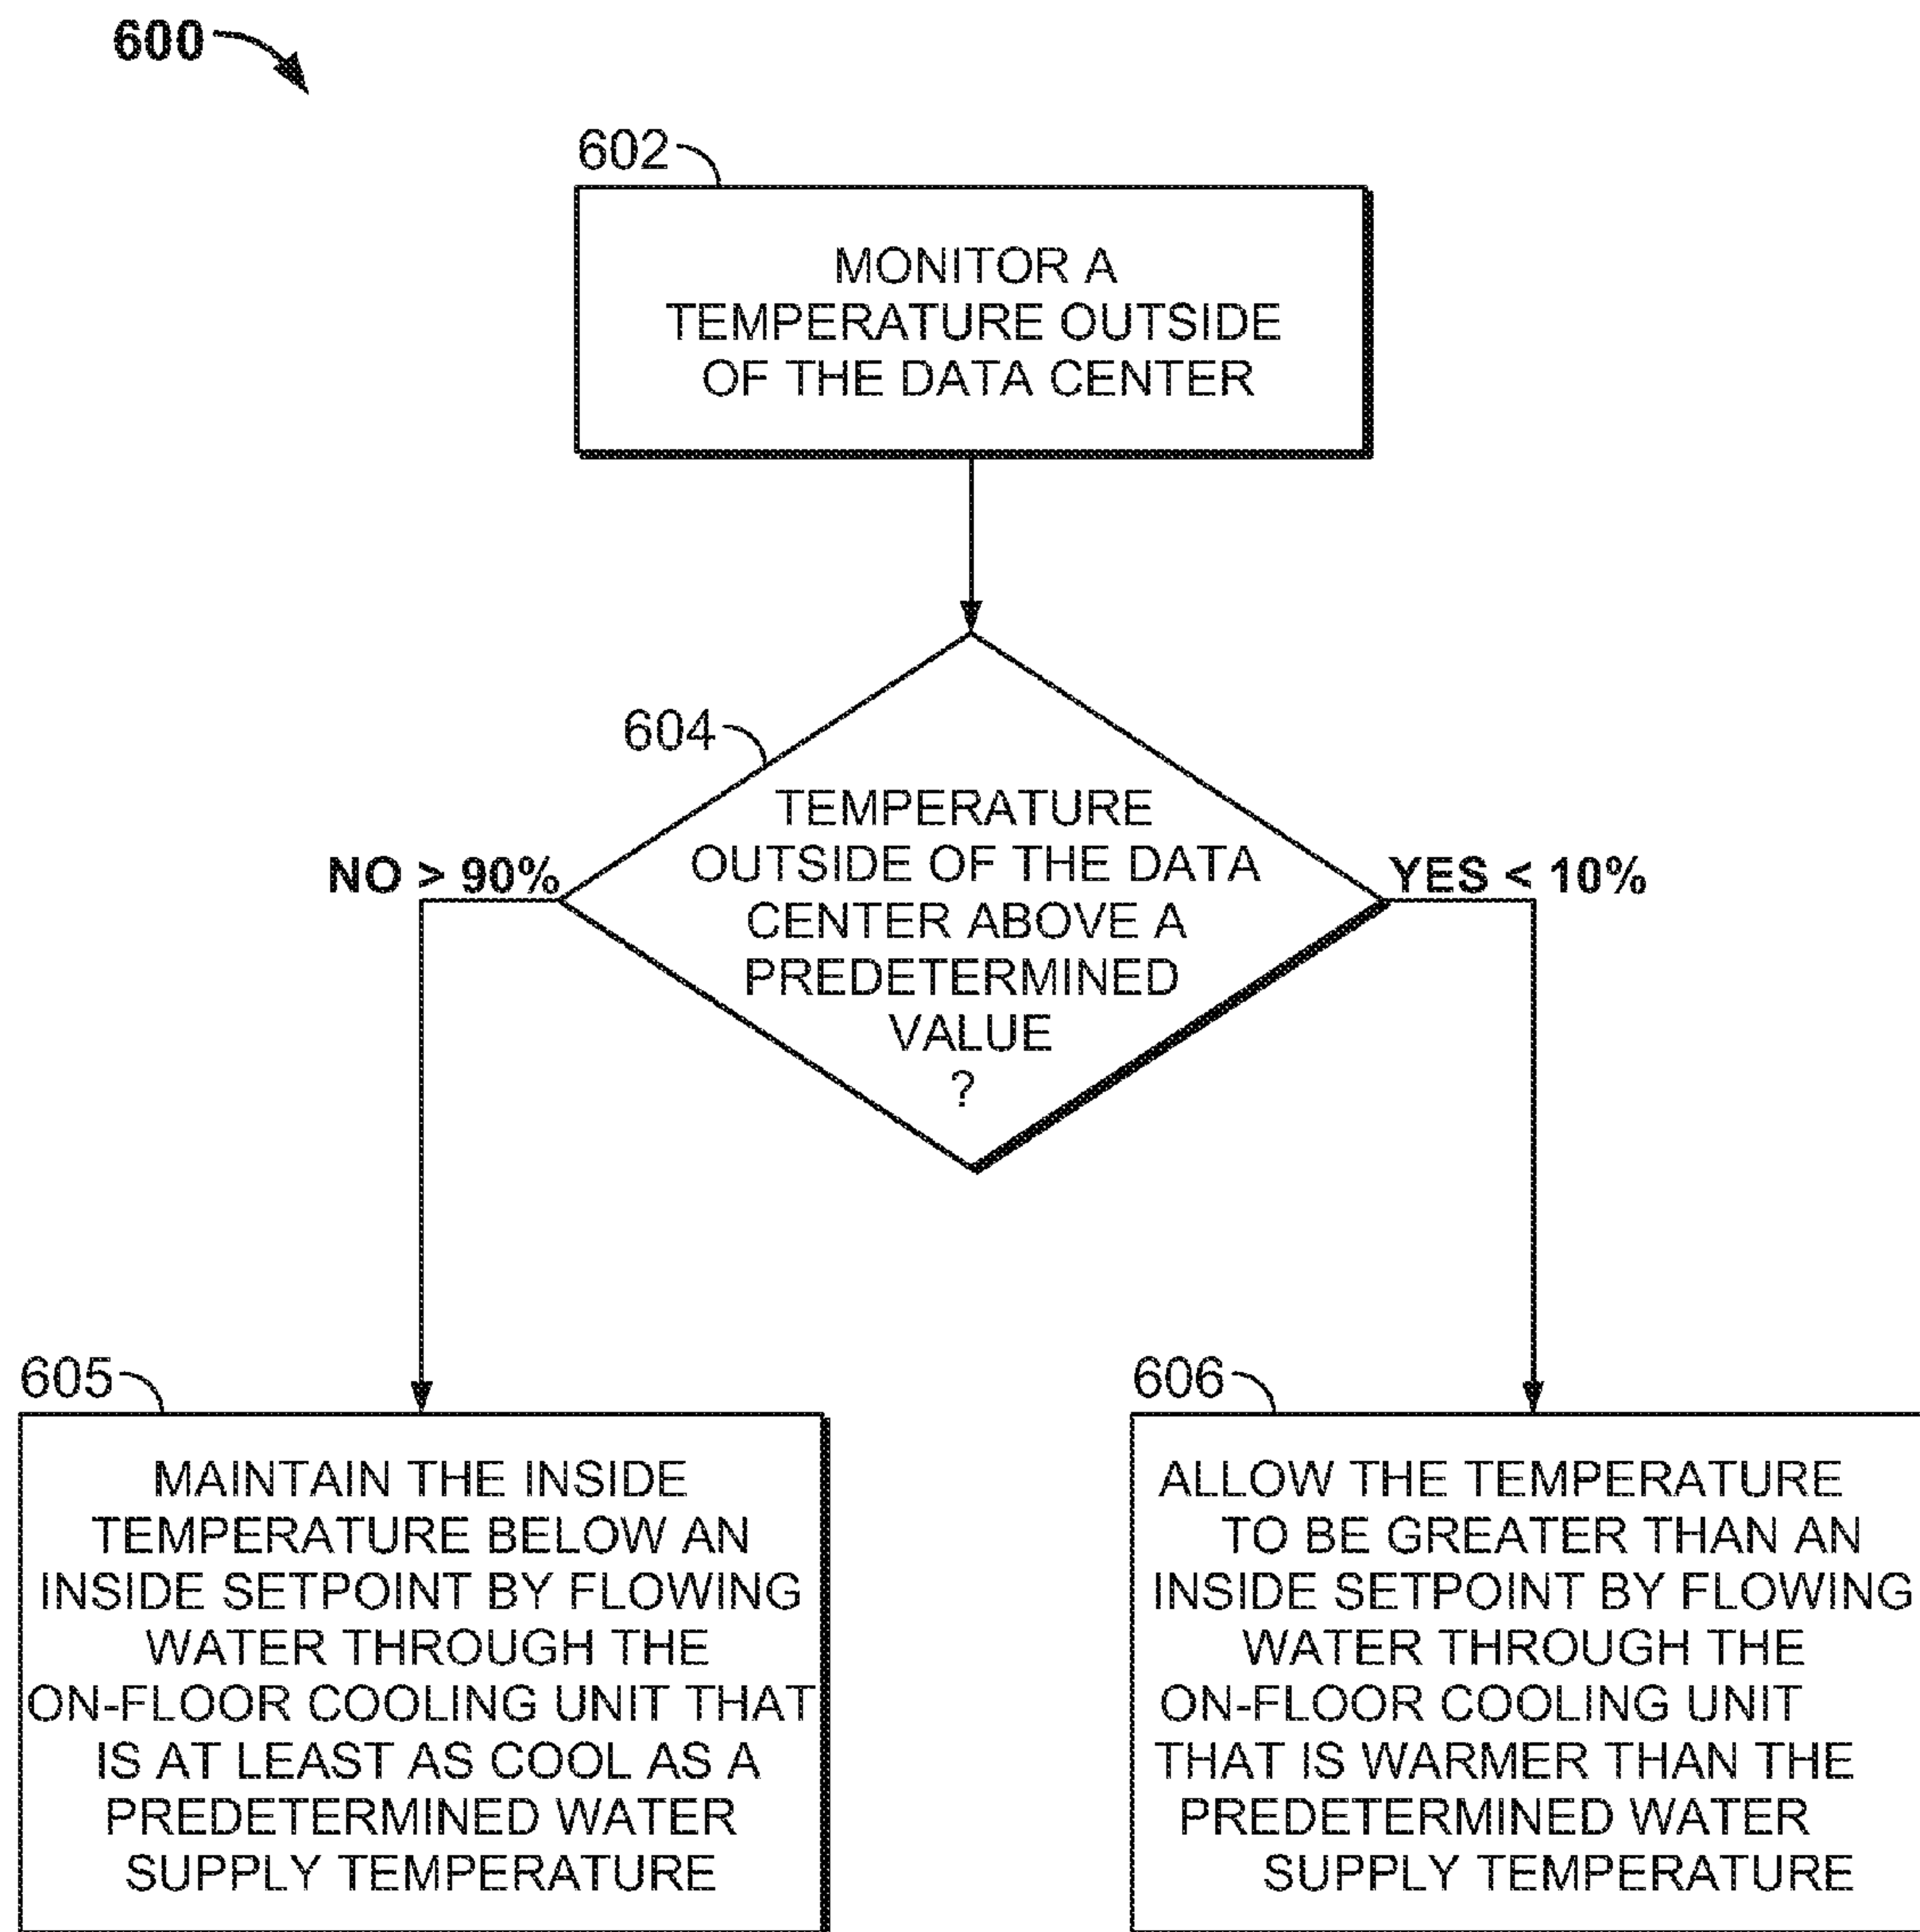 600
602
MONITOR A
TEMPERATURE OUTSIDE
OF THE DATA CENTER
604
TEMPERATURE
OUTSIDE OF THE DATA
CENTER ABOVE A
PREDETERMINED
VALUE
?
NO > 90%
YES < 10%
605
MAINTAIN THE INSIDE
TEMPERATURE BELOW AN
INSIDE SETPOINT BY FLOWING
WATER THROUGH THE
ON-FLOOR COOLING UNIT THAT
IS AT LEAST AS COOL AS A
PREDETERMINED WATER
SUPPLY TEMPERATURE
606
ALLOW THE TEMPERATURE
TO BE GREATER THAN AN
INSIDE SETPOINT BY FLOWING
WATER THROUGH THE
ON-FLOOR COOLING UNIT
THAT IS WARMER THAN THE
PREDETERMINED WATER
SUPPLY TEMPERATURE